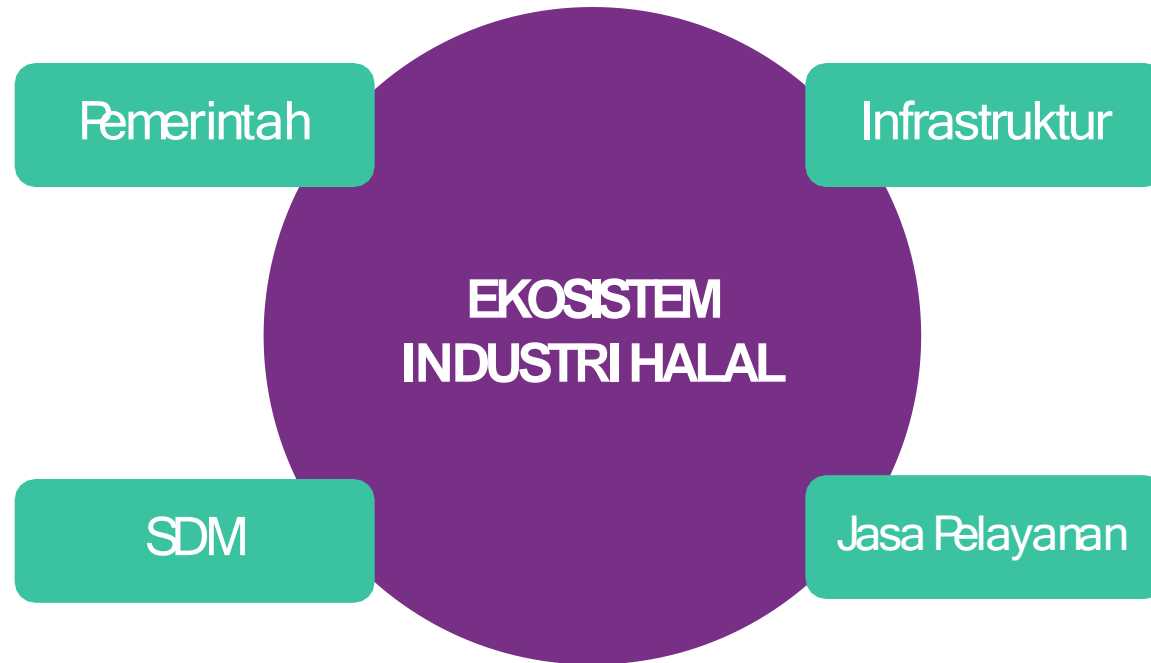 Pemerintah
Infrastruktur
EKOSISTEM
INDUSTRI HALAL
SDM
Jasa Pelayanan